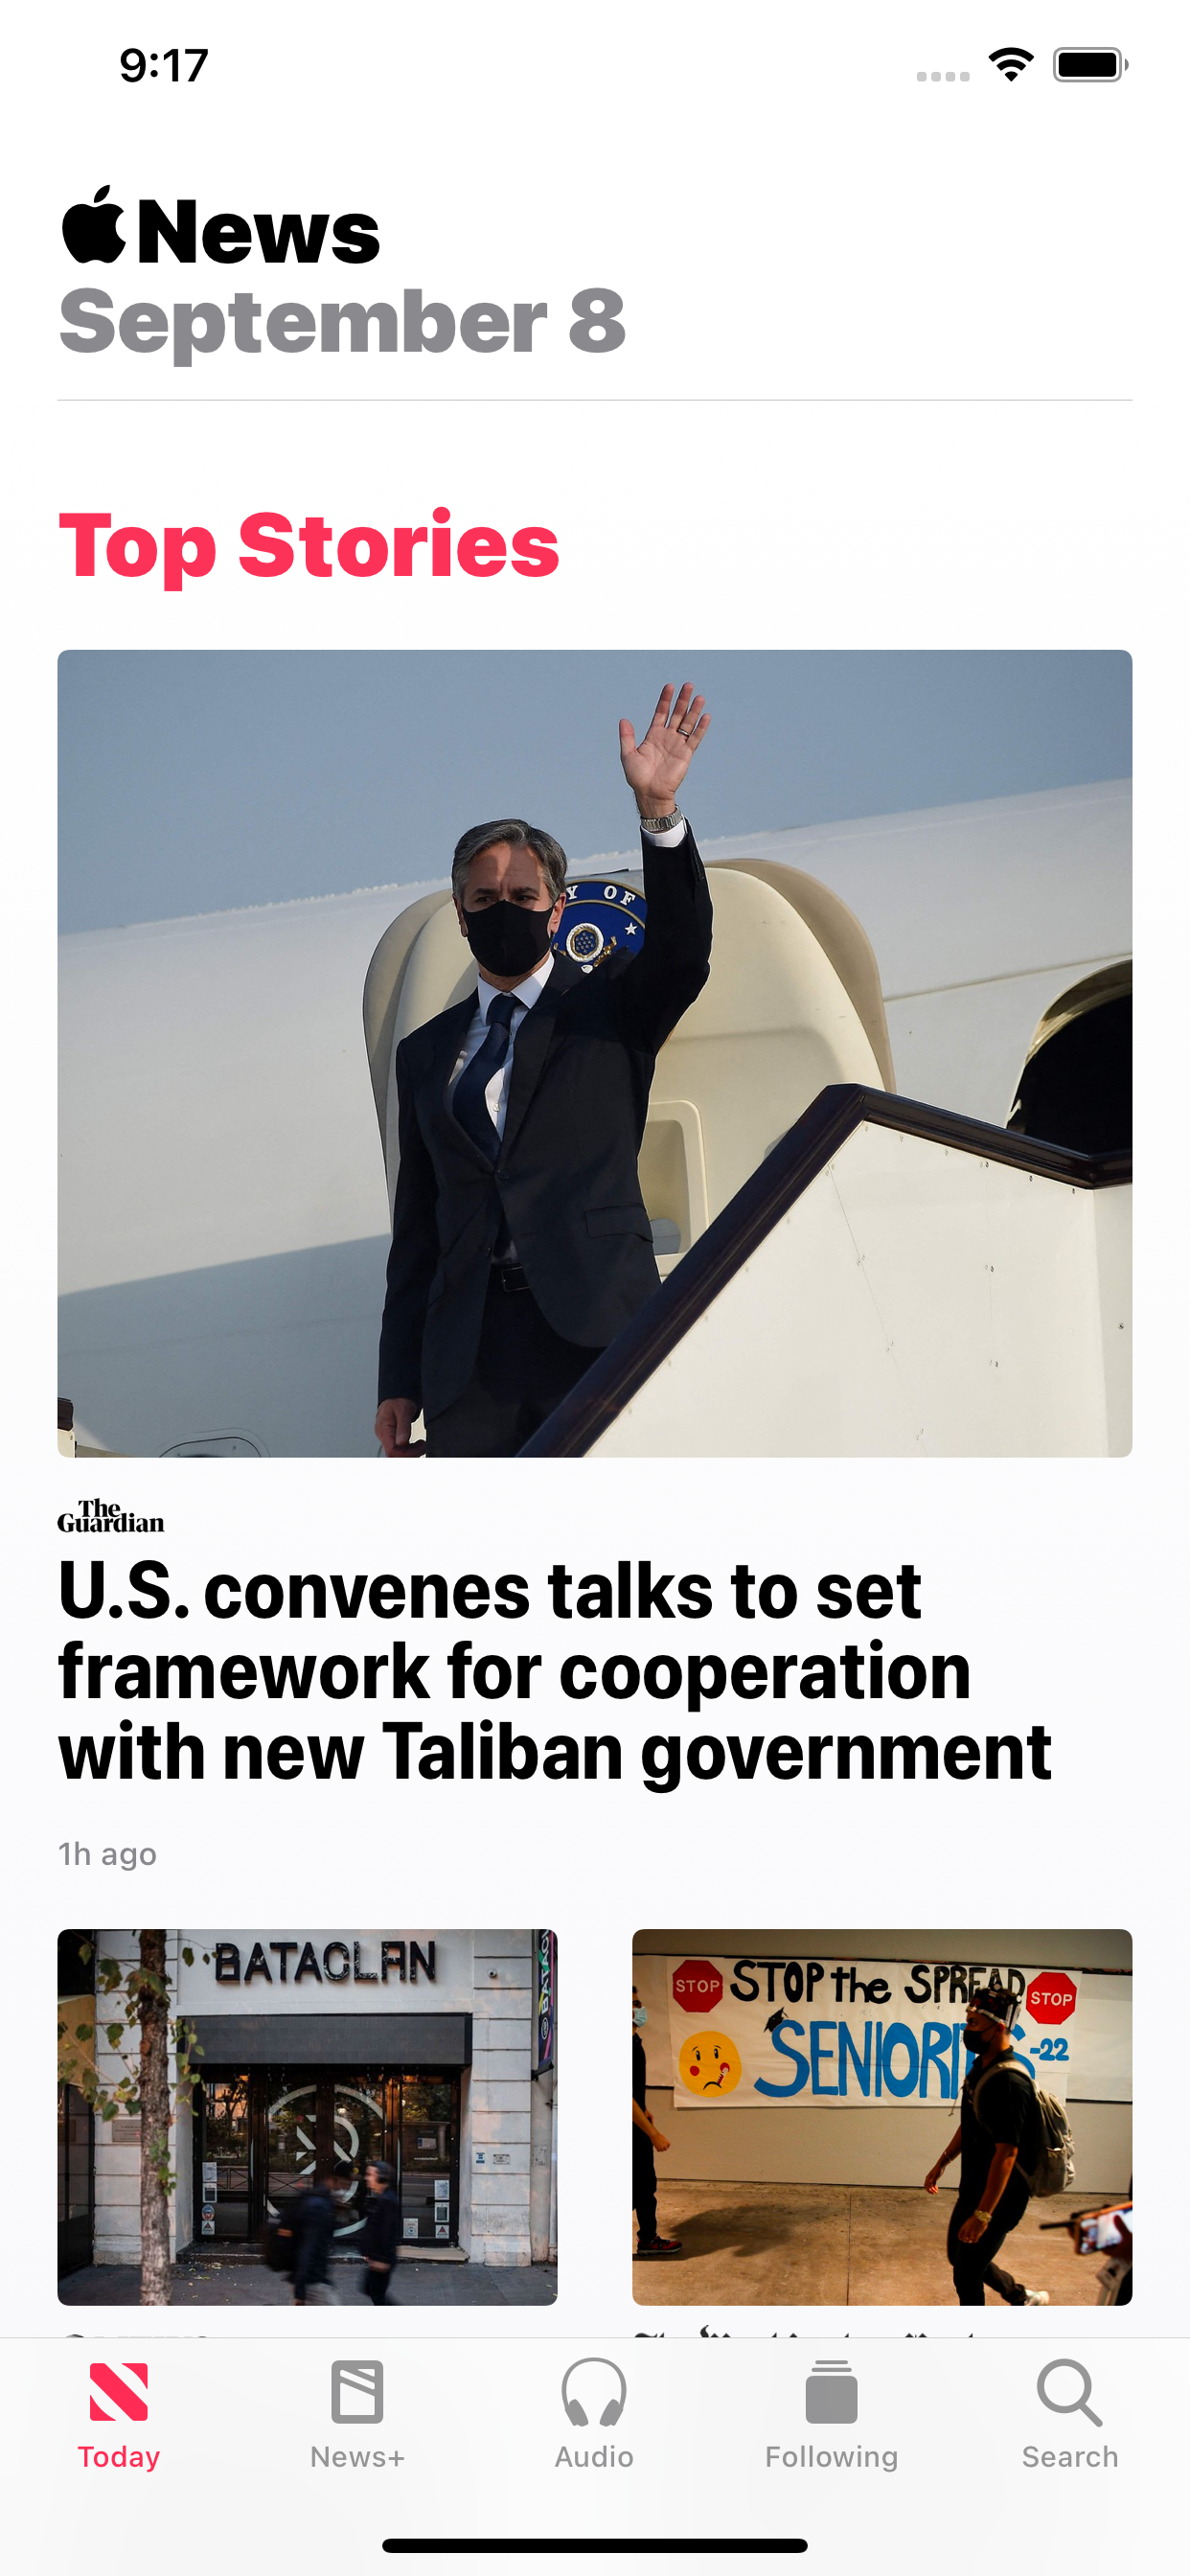 9:17
News
September 8
Top Stories
Y OF
The
Guardian
U.S. convenes talks to set
framework for cooperation
with new Taliban government
1h ago
BATACLAN
STOP STOP the SPREAD STOP
-22
Today
News+
Audio
Following
Search